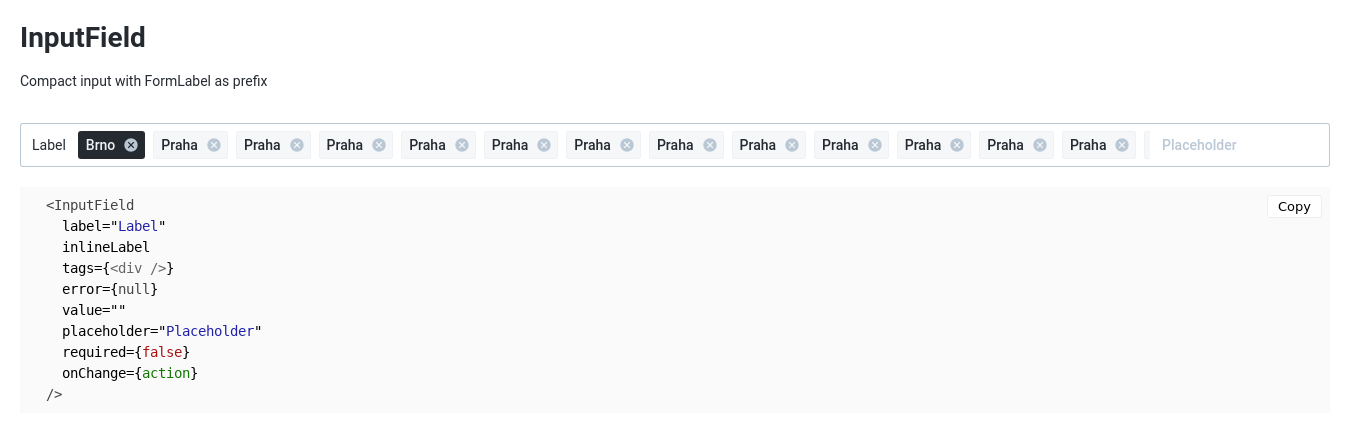 InputField
Compact input with FormLabel as prefix
Label Brno Praha Praha Praha Praha Praha Praha Praha Praha Praha Praha Praha Praha Placeholder
<InputField
  label="Label"
  inlineLabel
  tags={<div />}
  error={null}
  value=""
  placeholder="Placeholder"
  required={false}
  onChange={action}
/>
Copy